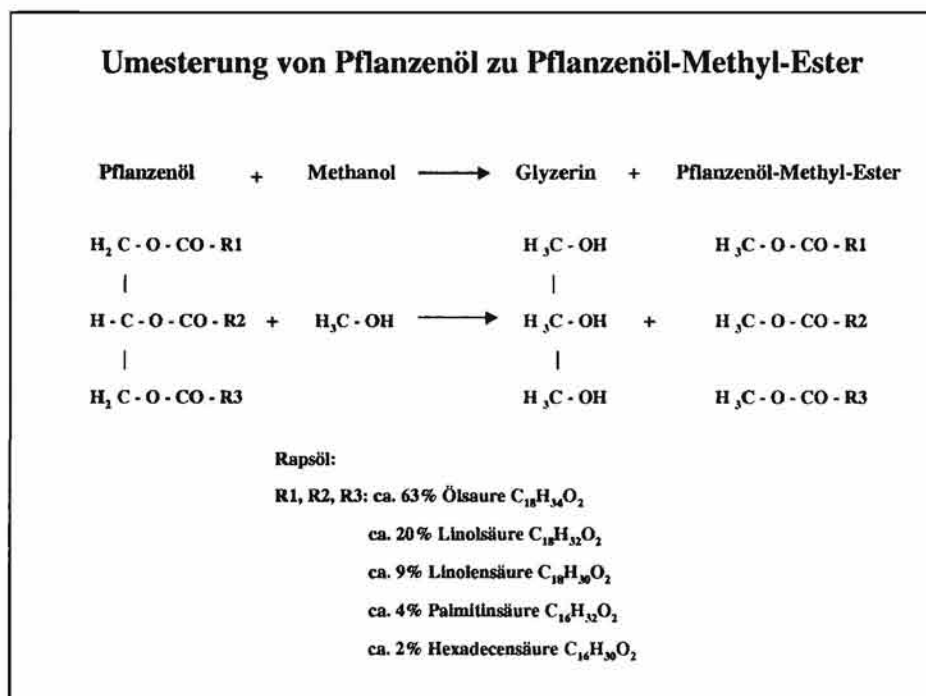 Umesterung von Pflanzenöl zu Pflanzenöl-Methyl-Ester
Pflanzenöl + Methanol ⟶ Glyzerin + Pflanzenöl-Methyl-Ester
H₂C - O - CO - R1 H₃C - OH H₃C - O - CO - R1
| |
H - C - O - CO - R2 + H₃C - OH ⟶ H₃C - OH + H₃C - O - CO - R2
| |
H₂C - O - CO - R3 H₃C - OH H₃C - O - CO - R3
Rapsöl:
R1, R2, R3: ca. 63% Ölsaure C₁₈H₃₄O₂
ca. 20% Linolsäure C₁₈H₃₂O₂
ca. 9% Linolensäure C₁₈H₃₀O₂
ca. 4% Palmitinsäure C₁₆H₃₂O₂
ca. 2% Hexadecensäure C₁₆H₃₀O₂